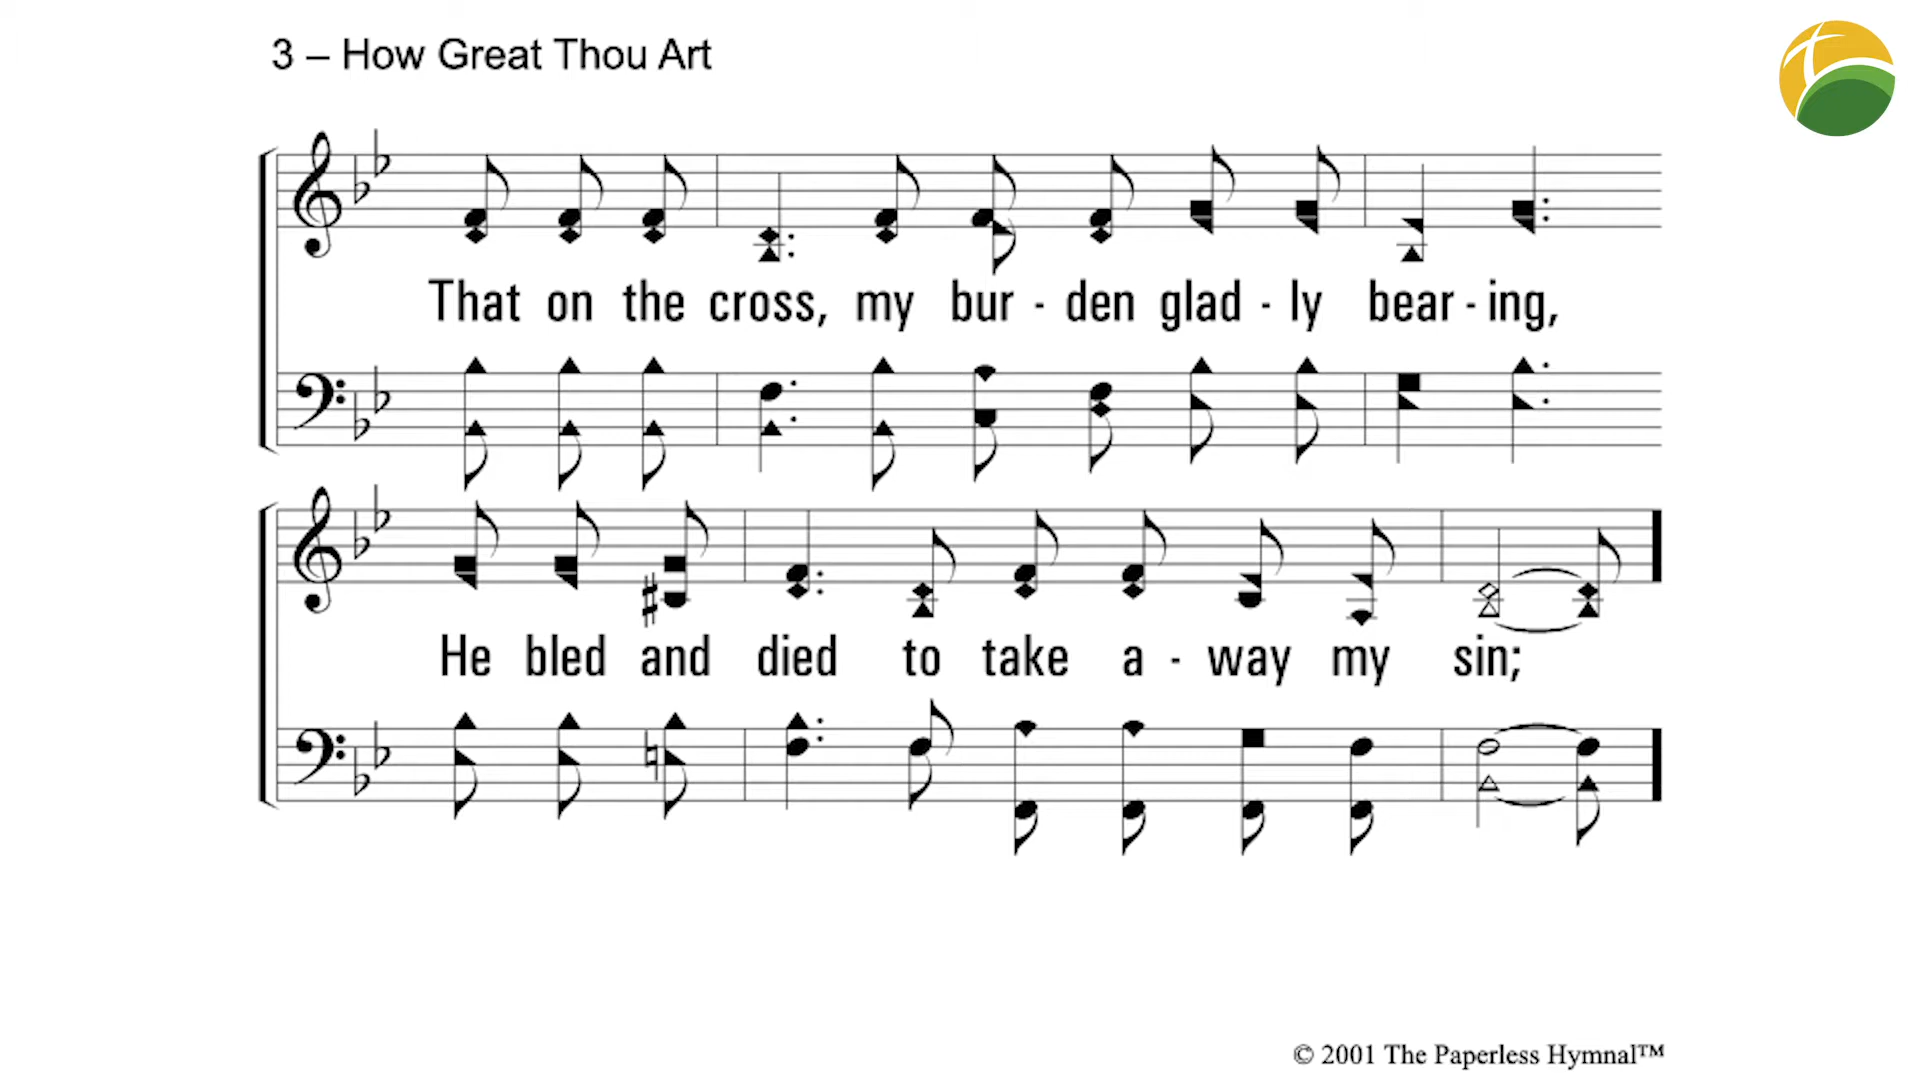 3 – How Great Thou Art
That on the cross, my bur - den glad - ly bear - ing,
He bled and died to take a - way my sin;
© 2001 The Paperless Hymnal™